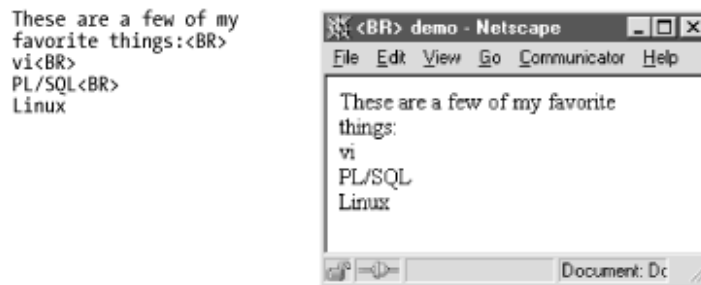 These are a few of my
favorite things:<BR>
vi<BR>
PL/SQL<BR>
Linux
<BR> demo - Netscape
File Edit View Go Communicator Help
These are a few of my favorite
things:
vi
PL/SQL
Linux
Document: Dc